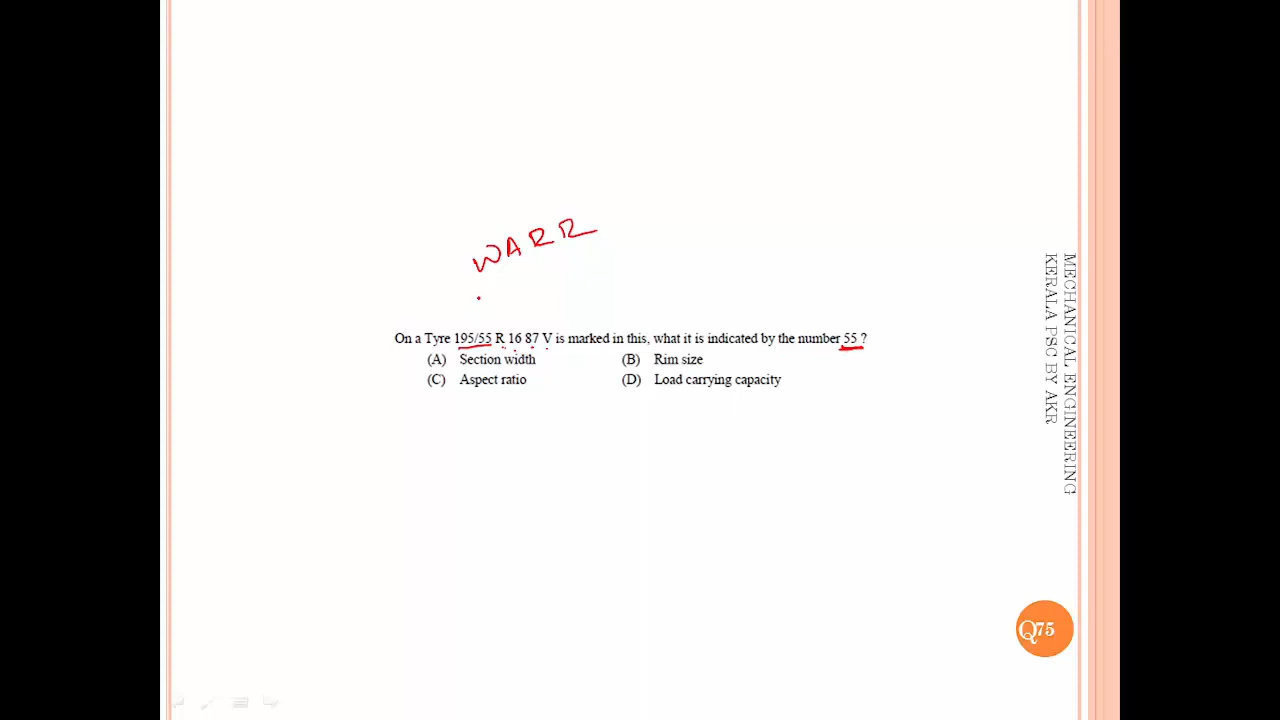 WARR
On a Tyre 195/55 R 16 87 V is marked in this, what it is indicated by the number 55 ?
(A) Section width (B) Rim size
(C) Aspect ratio (D) Load carrying capacity
MECHANICAL ENGINEERING
KERALA PSC BY AKR
Q75